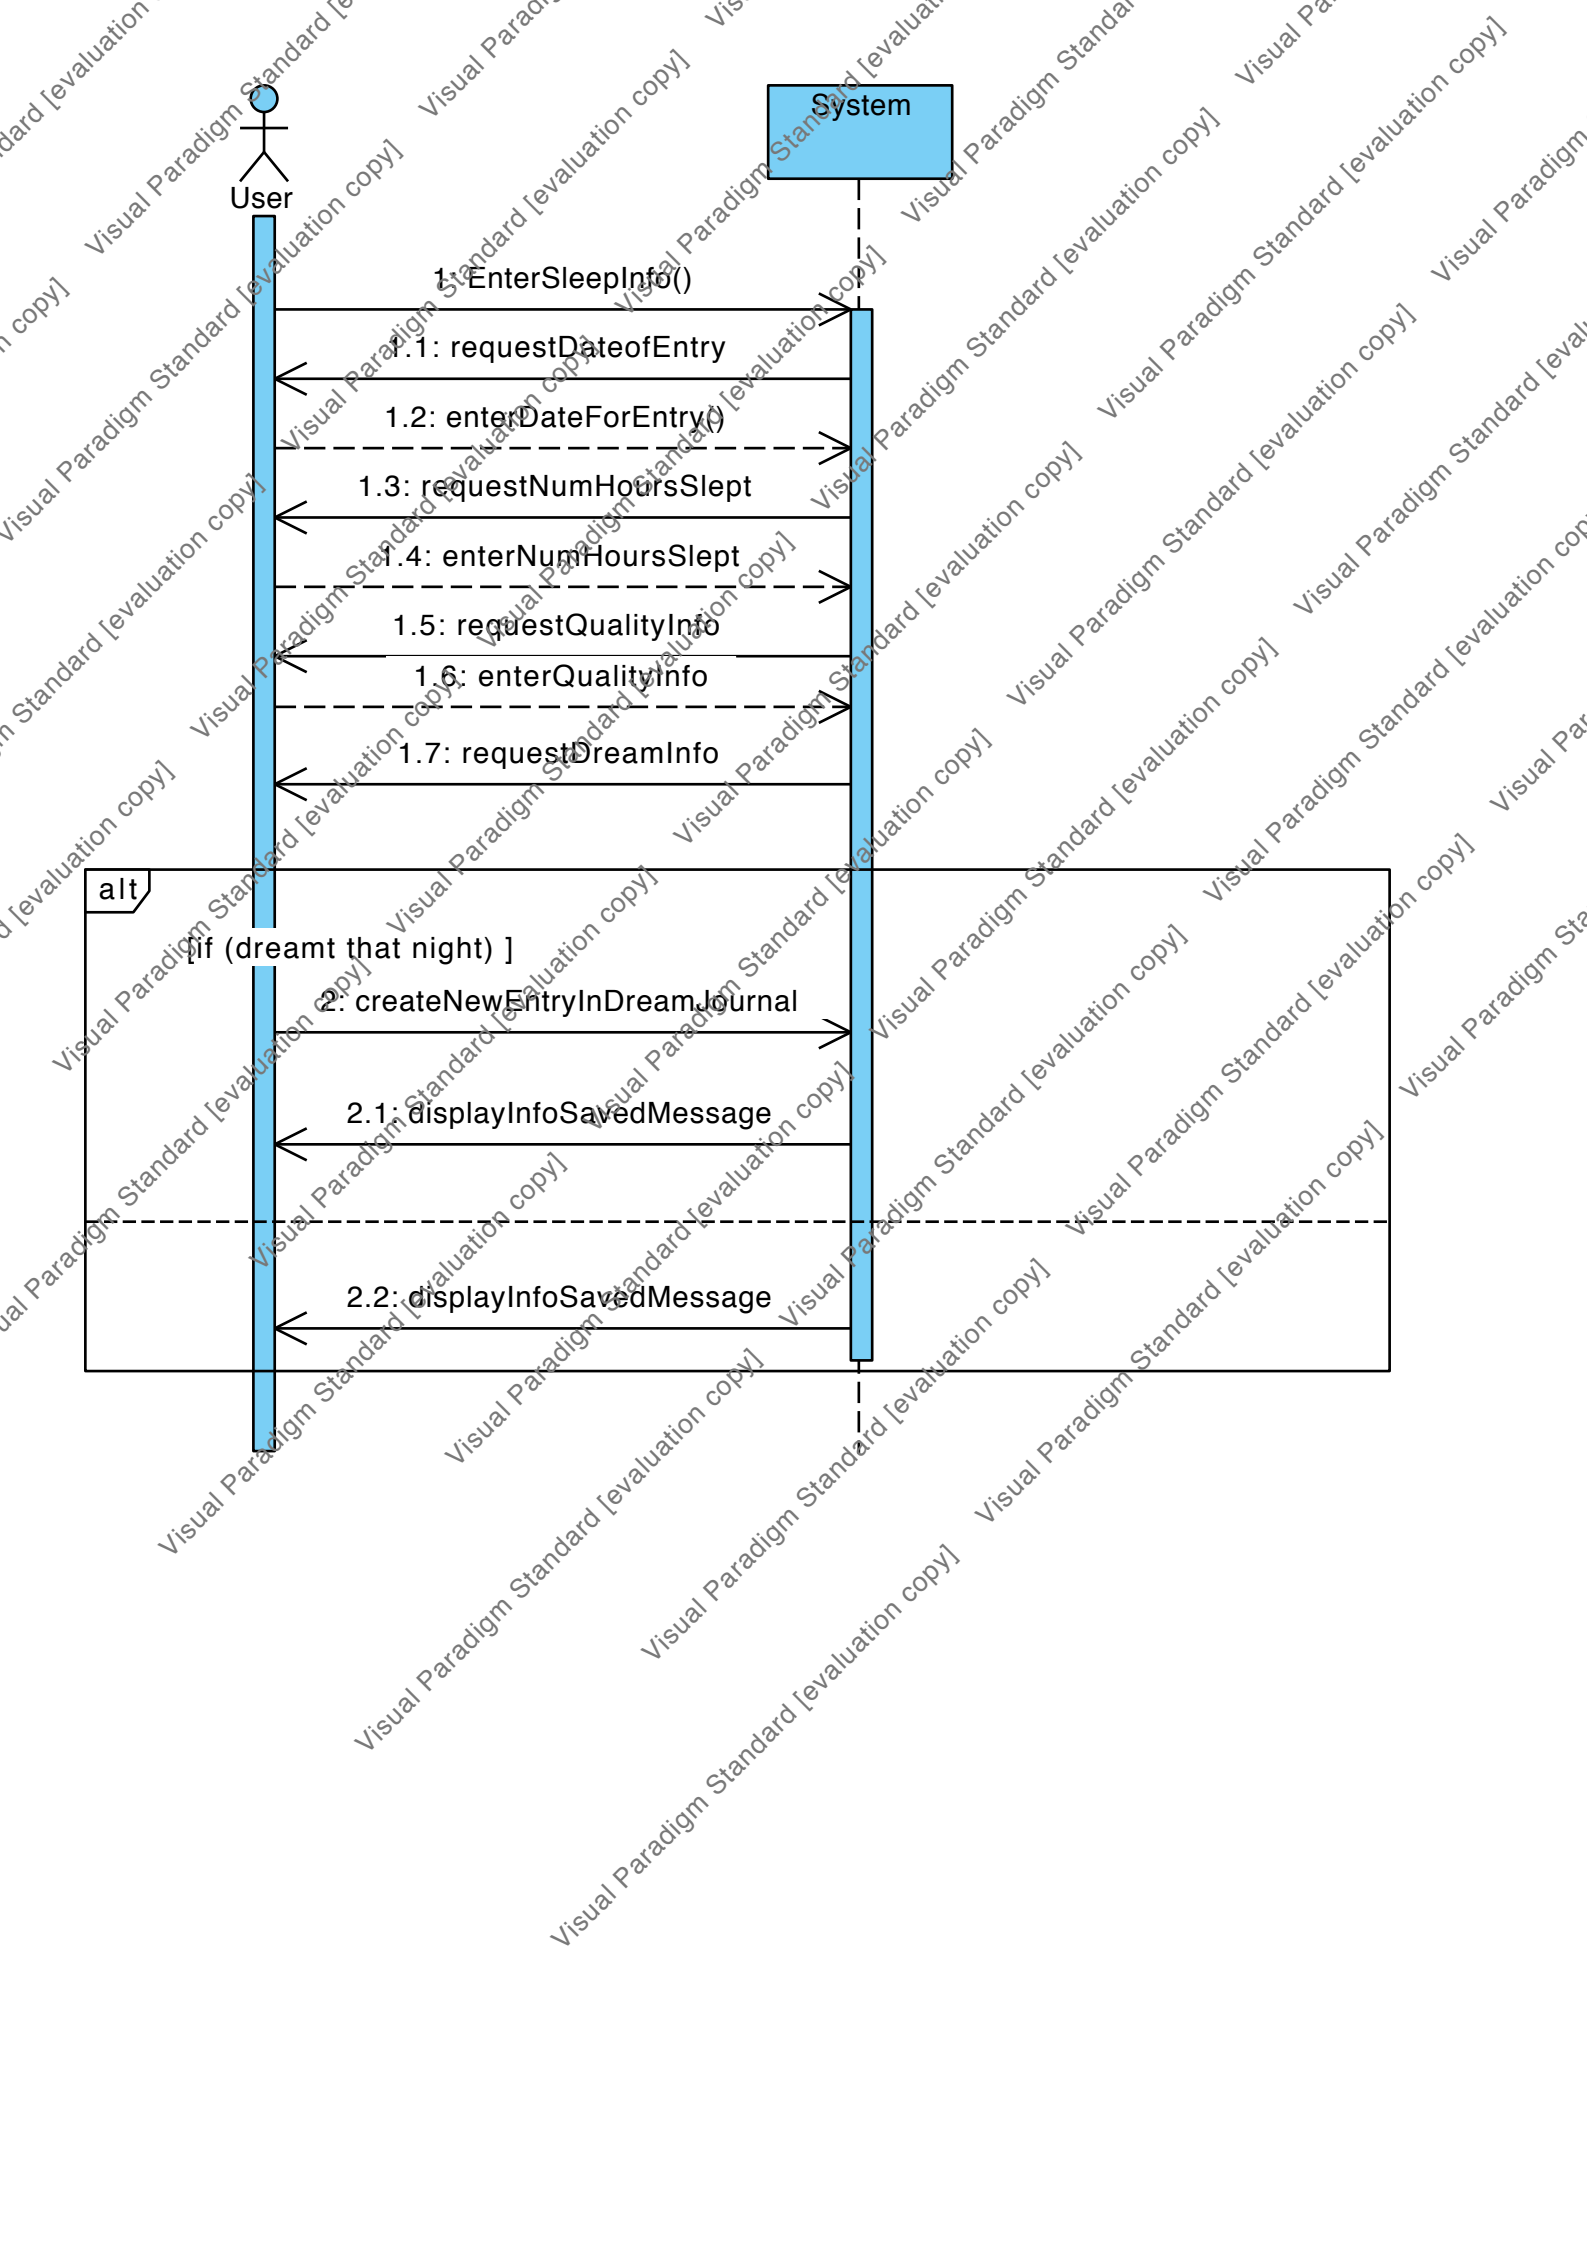 User
System
1: EnterSleepInfo()
1.1: requestDateofEntry
1.2: enterDateForEntry()
1.3: requestNumHoursSlept
1.4: enterNumHoursSlept
1.5: requestQualityInfo
1.6: enterQualityInfo
1.7: requestDreamInfo
alt
[if (dreamt that night) ]
2: createNewEntryInDreamJournal
2.1: displayInfoSavedMessage
2.2: displayInfoSavedMessage
Visual Paradigm Standard [evaluation copy]